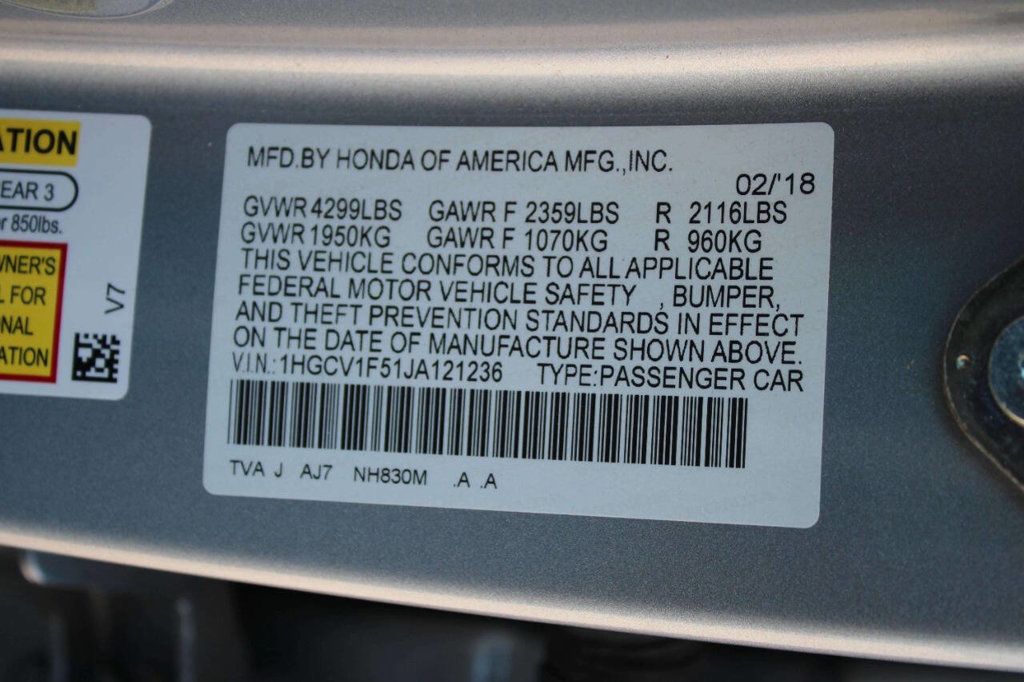 ATION
EAR 3
r 850lbs.
WNER'S
L FOR
ONAL
MATION
V7
MFD.BY HONDA OF AMERICA MFG.,INC.
02/'18
GVWR 4299LBS GAWR F 2359LBS R 2116LBS
GVWR 1950KG GAWR F 1070KG R 960KG
THIS VEHICLE CONFORMS TO ALL APPLICABLE
FEDERAL MOTOR VEHICLE SAFETY , BUMPER,
AND THEFT PREVENTION STANDARDS IN EFFECT
ON THE DATE OF MANUFACTURE SHOWN ABOVE.
V.I.N.:1HGCV1F51JA121236 TYPE:PASSENGER CAR
TVA J AJ7 NH830M .A .A